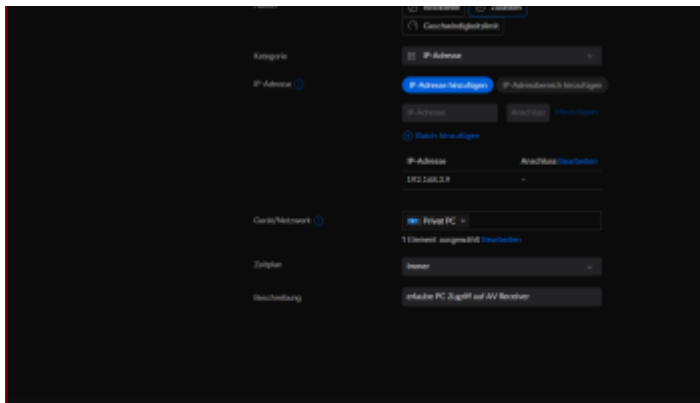 Geschwindigkeitslimit
Kategorie
IP-Adresse
IP-Adresse
IP-Adresse hinzufügen
IP-Adressbereich hinzufügen
IP-Adresse
Anschluss
Hinzufügen
Batch hinzufügen
IP-Adresse
Anschluss
Bearbeiten
192.168.3.9
-
Gerät/Netzwerk
Privat PC ×
1 Element ausgewählt Bearbeiten
Zeitplan
Immer
Beschreibung
erlaube PC Zugriff auf AV Receiver